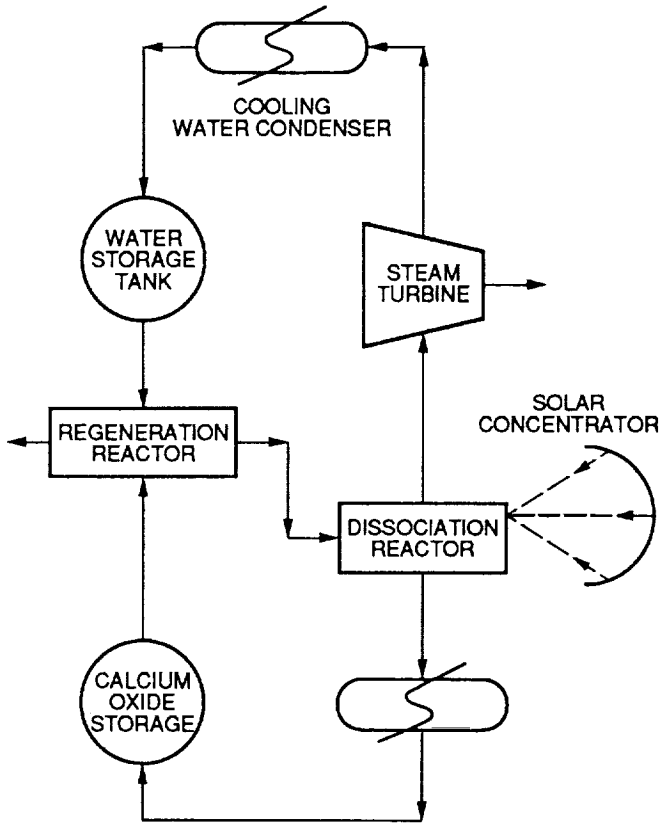 COOLING
WATER CONDENSER
WATER
STORAGE
TANK
STEAM
TURBINE
REGENERATION
REACTOR
SOLAR
CONCENTRATOR
DISSOCIATION
REACTOR
CALCIUM
OXIDE
STORAGE